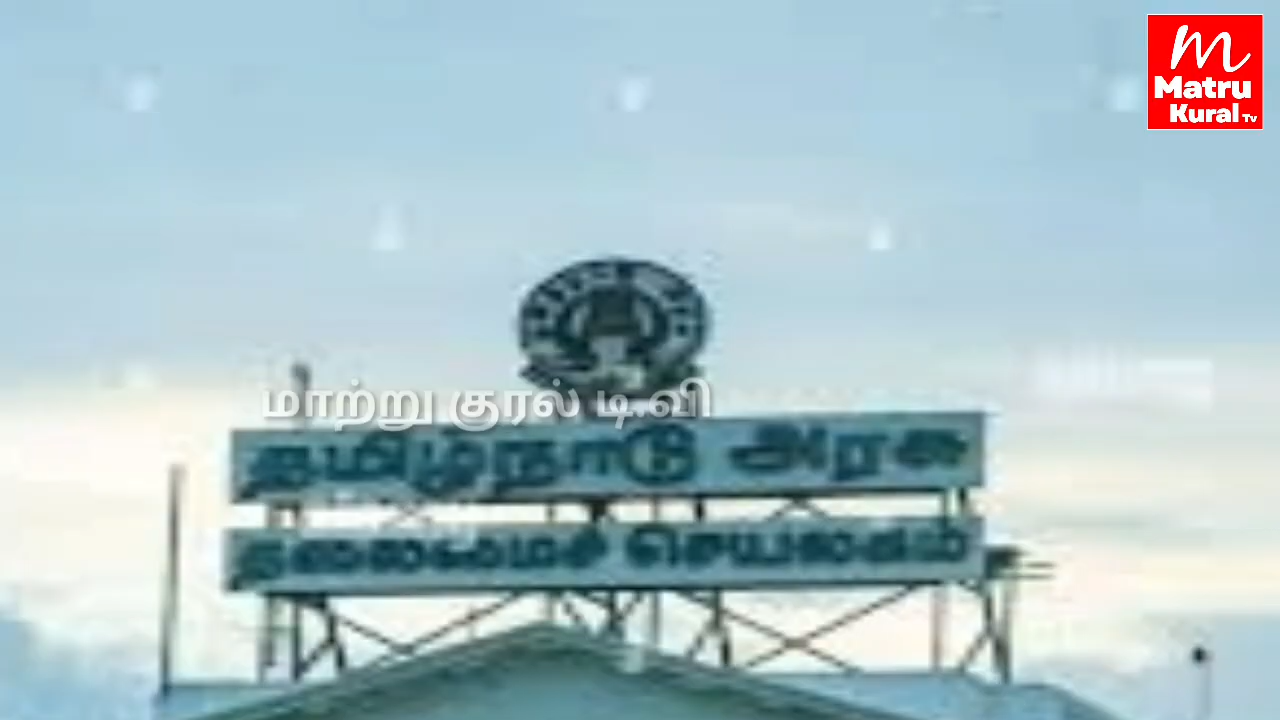 m
Matru
Kural Tv
மாற்று குரல் டி.வி
தமிழ்நாடு அரசு
தலைமைச் செயலகம்